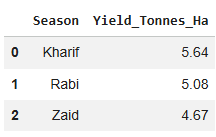 Season Yield_Tonnes_Ha
0 Kharif 5.64
1 Rabi 5.08
2 Zaid 4.67